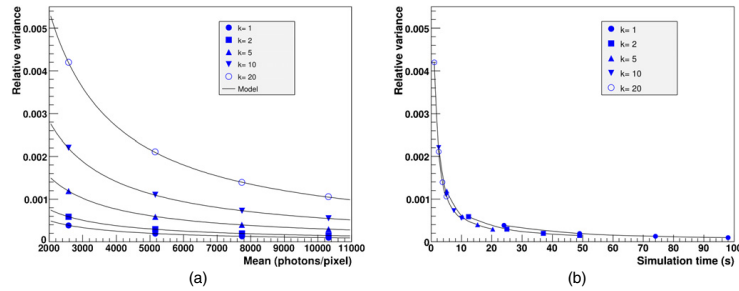 Relative variance
0.005
0.004
0.003
0.002
0.001
0
2000 3000 4000 5000 6000 7000 8000 9000 10000 11000
Mean (photons/pixel)
k= 1
k= 2
k= 5
k= 10
k= 20
Model
(a)
Relative variance
0.005
0.004
0.003
0.002
0.001
0
0 10 20 30 40 50 60 70 80 90 100
Simulation time (s)
k= 1
k= 2
k= 5
k= 10
k= 20
(b)